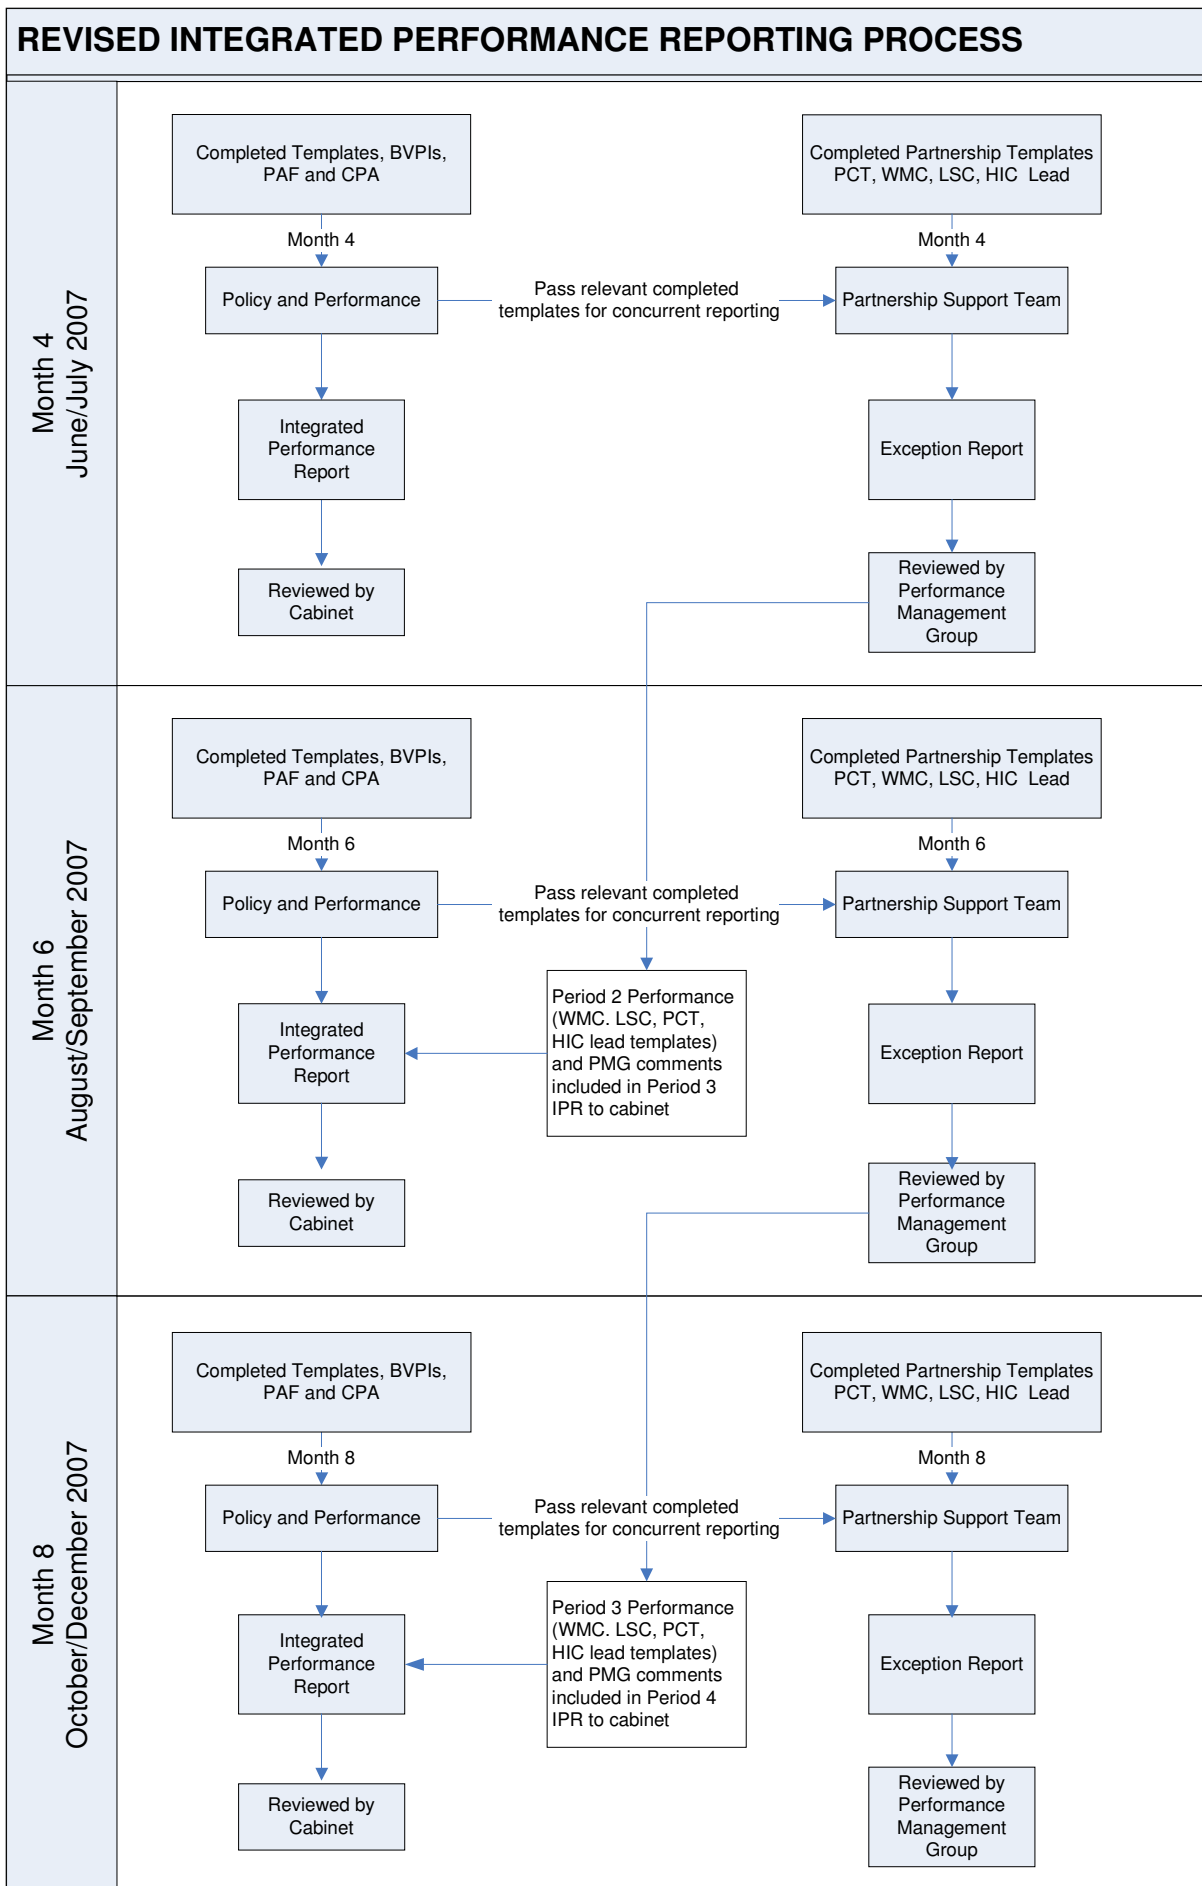 REVISED INTEGRATED PERFORMANCE REPORTING PROCESS
Month 4
June/July 2007
Completed Templates, BVPIs,
PAF and CPA
Completed Partnership Templates
PCT, WMC, LSC, HIC Lead
Month 4
Month 4
Policy and Performance
Pass relevant completed
templates for concurrent reporting
Partnership Support Team
Integrated
Performance
Report
Exception Report
Reviewed by
Cabinet
Reviewed by
Performance
Management
Group
Month 6
August/September 2007
Completed Templates, BVPIs,
PAF and CPA
Completed Partnership Templates
PCT, WMC, LSC, HIC Lead
Month 6
Month 6
Policy and Performance
Pass relevant completed
templates for concurrent reporting
Partnership Support Team
Integrated
Performance
Report
Period 2 Performance
(WMC. LSC, PCT,
HIC lead templates)
and PMG comments
included in Period 3
IPR to cabinet
Exception Report
Reviewed by
Cabinet
Reviewed by
Performance
Management
Group
Month 8
October/December 2007
Completed Templates, BVPIs,
PAF and CPA
Completed Partnership Templates
PCT, WMC, LSC, HIC Lead
Month 8
Month 8
Policy and Performance
Pass relevant completed
templates for concurrent reporting
Partnership Support Team
Integrated
Performance
Report
Period 3 Performance
(WMC. LSC, PCT,
HIC lead templates)
and PMG comments
included in Period 4
IPR to cabinet
Exception Report
Reviewed by
Cabinet
Reviewed by
Performance
Management
Group